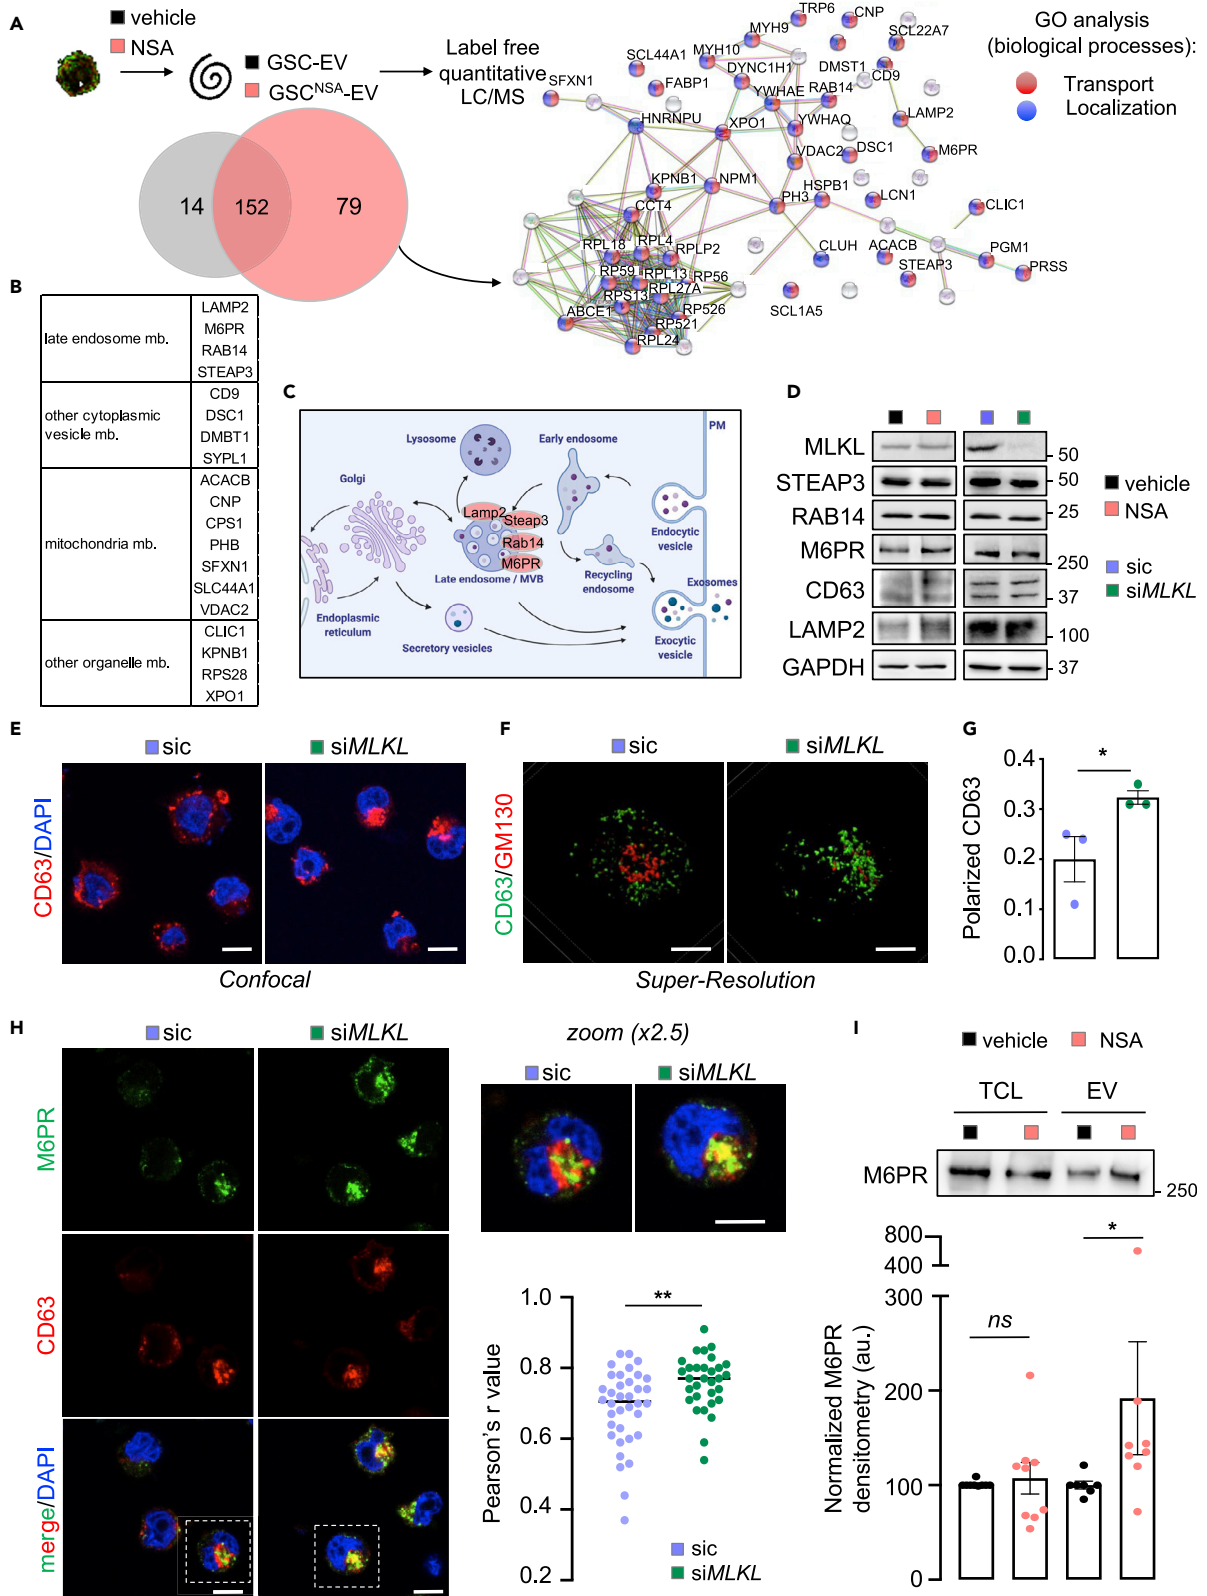 A
vehicle
NSA
GSC-EV
GSC^NSA-EV
Label free
quantitative
LC/MS
14
152
79
TRP6
CNP
MYH9
SCL22A7
SCL44A1
MYH10
DYNC1H1
DMST1
CD9
SFXN1
FABP1
YWHAE
RAB14
LAMP2
HNRNPU
XPO1
YWHAQ
VDAC2
DSC1
M6PR
KPNB1
NPM1
HSPB1
PH3
LCN1
CLIC1
CCT4
RPL18
RPL4
RPLP2
CLUH
ACACB
PGM1
RP59
RPL13
RP56
STEAP3
PRSS
RPS13
RPL27A
ABCE1
RP526
SCL1A5
RP521
RPL24
GO analysis
(biological processes):
Transport
Localization
B
late endosome mb.
LAMP2
M6PR
RAB14
STEAP3
other cytoplasmic
vesicle mb.
CD9
DSC1
DMBT1
SYPL1
mitochondria mb.
ACACB
CNP
CPS1
PHB
SFXN1
SLC44A1
VDAC2
other organelle mb.
CLIC1
KPNB1
RPS28
XPO1
C
PM
Lysosome
Early endosome
Golgi
Lamp2
Steap3
Rab14
M6PR
Endocytic
vesicle
Late endosome / MVB
Recycling
endosome
Exosomes
Endoplasmic
reticulum
Secretory vesicles
Exocytic
vesicle
D
MLKL
50
STEAP3
50
RAB14
25
M6PR
250
CD63
37
LAMP2
100
GAPDH
37
vehicle
NSA
sic
siMLKL
E
sic
siMLKL
CD63/DAPI
Confocal
F
sic
siMLKL
CD63/GM130
Super-Resolution
G
Polarized CD63
0.4
0.3
0.2
0.1
0.0
*
H
sic
siMLKL
M6PR
CD63
merge/DAPI
zoom (x2.5)
sic
siMLKL
Pearson's r value
1.0
0.8
0.6
0.4
0.2
**
sic
siMLKL
I
vehicle
NSA
TCL
EV
M6PR
250
Normalized M6PR
densitometry (au.)
800
400
300
200
100
0
ns
*